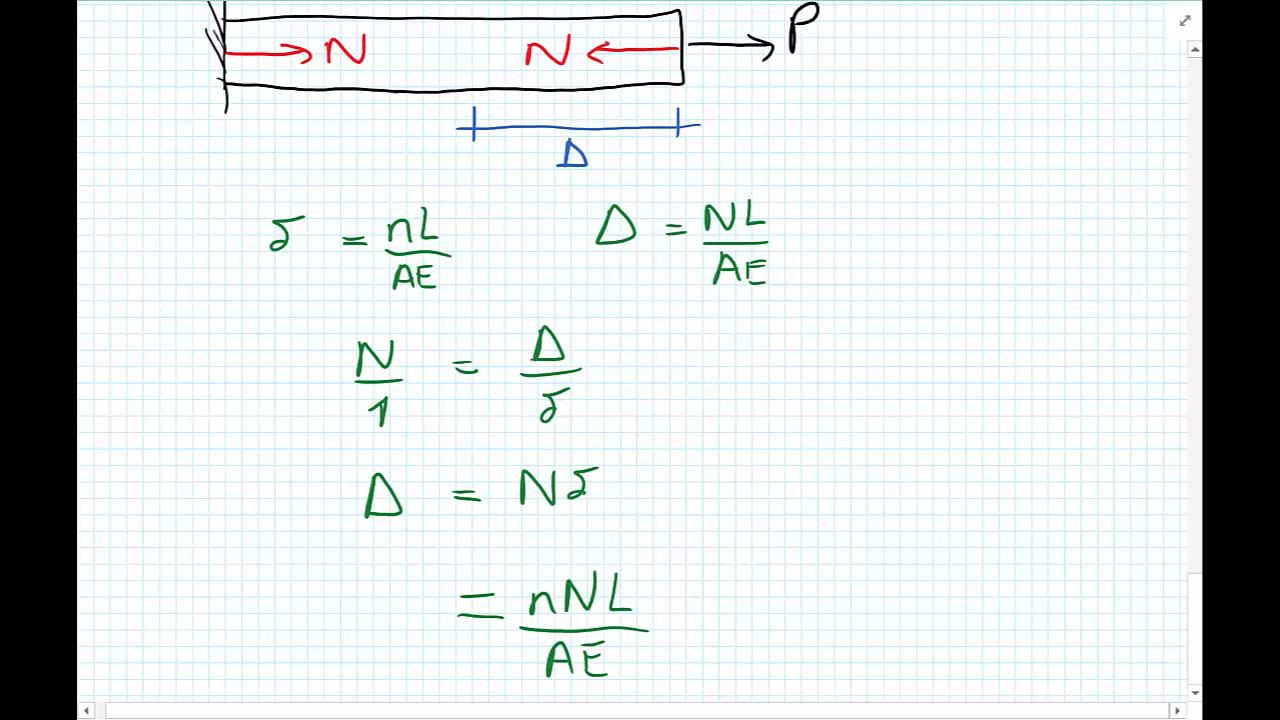 N N P
Δ
δ = nL/AE Δ = NL/AE
N/1 = Δ/δ
Δ = Nδ
= nNL/AE